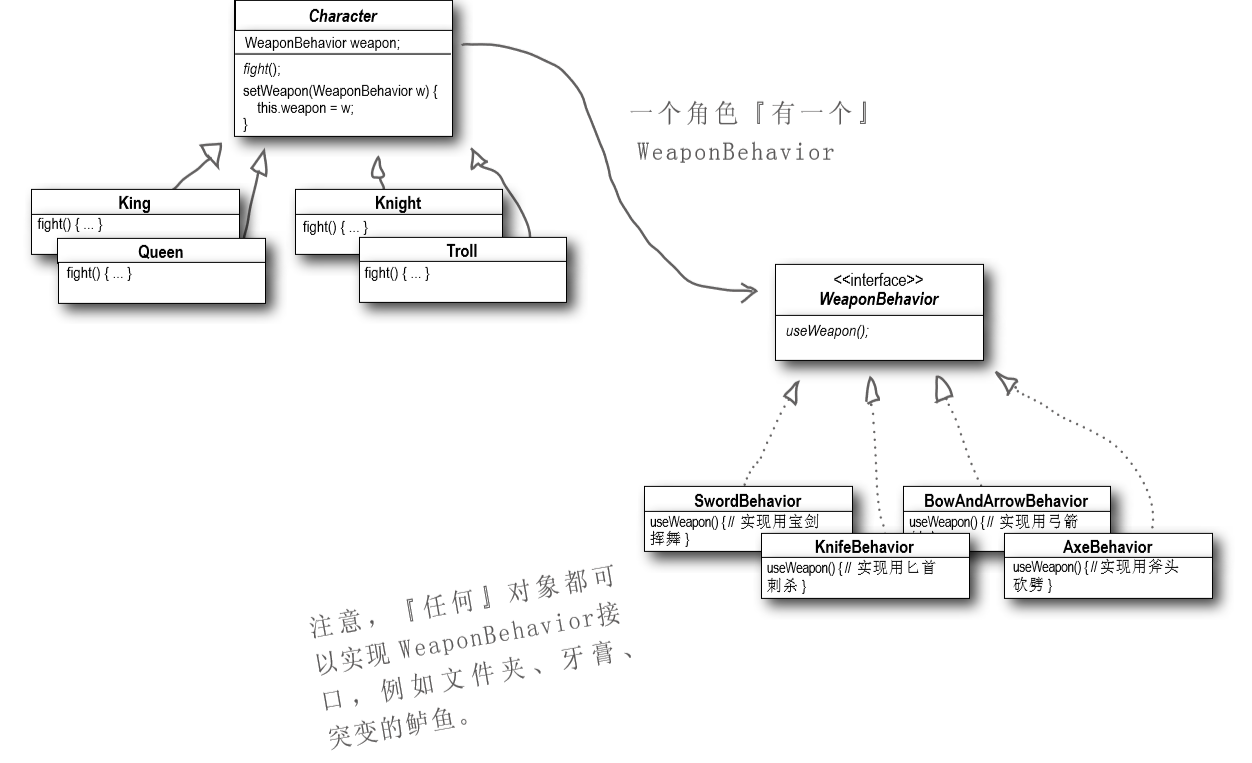 Character
WeaponBehavior weapon;
fight();
setWeapon(WeaponBehavior w) {
this.weapon = w;
}
一个角色『有一个』
WeaponBehavior
King
fight() { ... }
Queen
fight() { ... }
Knight
fight() { ... }
Troll
fight() { ... }
<<interface>>
WeaponBehavior
useWeapon();
SwordBehavior
useWeapon() { // 实现用宝剑
挥舞 }
KnifeBehavior
useWeapon() { // 实现用匕首
刺杀 }
BowAndArrowBehavior
useWeapon() { // 实现用弓箭
AxeBehavior
useWeapon() { // 实现用斧头
砍劈 }
注意，『任何』对象都可
以实现 WeaponBehavior接
口，例如文件夹、牙膏、
突变的鲈鱼。